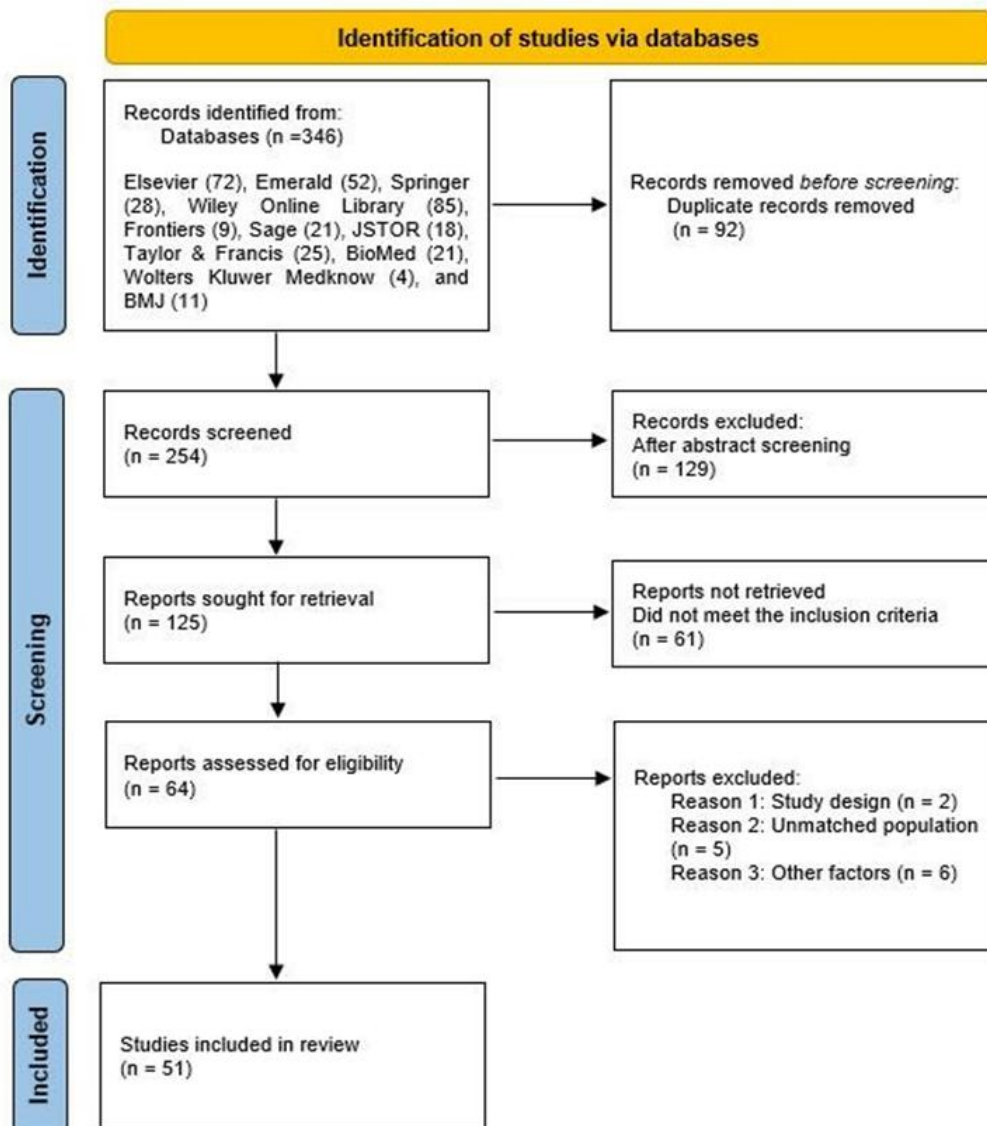 Identification of studies via databases
Identification
Records identified from:
Databases (n =346)
Elsevier (72), Emerald (52), Springer
(28), Wiley Online Library (85),
Frontiers (9), Sage (21), JSTOR (18),
Taylor & Francis (25), BioMed (21),
Wolters Kluwer Medknow (4), and
BMJ (11)
Records removed before screening:
Duplicate records removed
(n = 92)
Screening
Records screened
(n = 254)
Records excluded:
After abstract screening
(n = 129)
Reports sought for retrieval
(n = 125)
Reports not retrieved
Did not meet the inclusion criteria
(n = 61)
Reports assessed for eligibility
(n = 64)
Reports excluded:
Reason 1: Study design (n = 2)
Reason 2: Unmatched population
(n = 5)
Reason 3: Other factors (n = 6)
Included
Studies included in review
(n = 51)